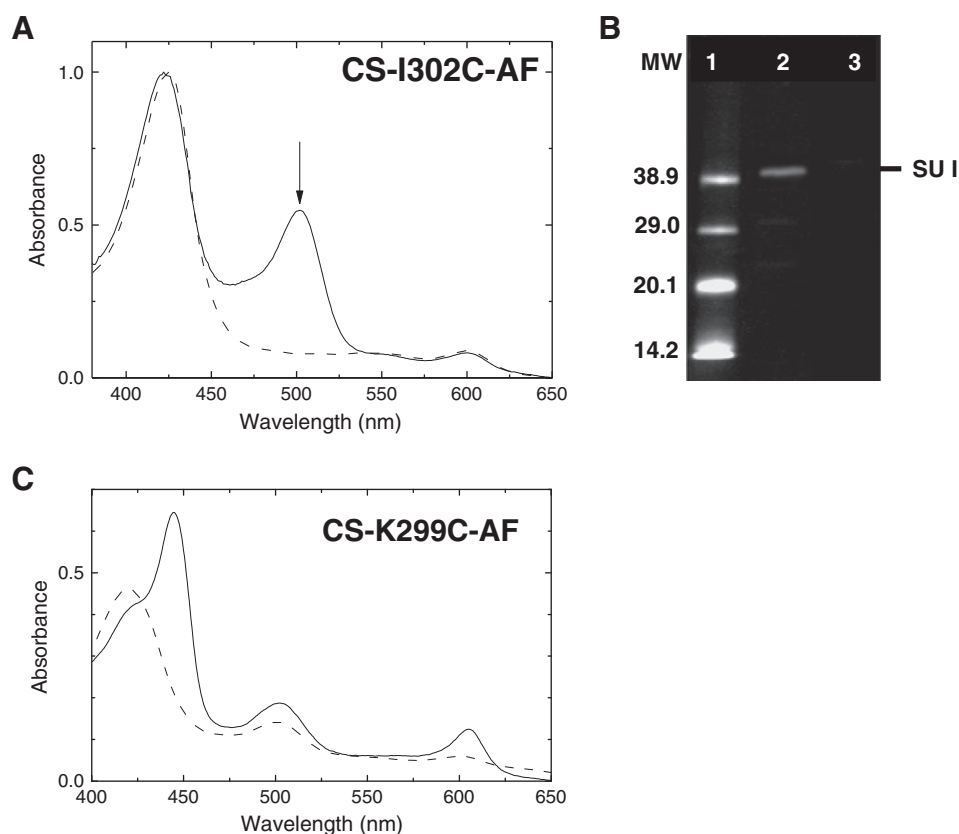 A
CS-I302C-AF
1.0
0.5
0.0
Absorbance
400 450 500 550 600 650
Wavelength (nm)
B
MW 1 2 3
38.9
29.0
20.1
14.2
SU I
C
CS-K299C-AF
0.5
0.0
Absorbance
400 450 500 550 600 650
Wavelength (nm)